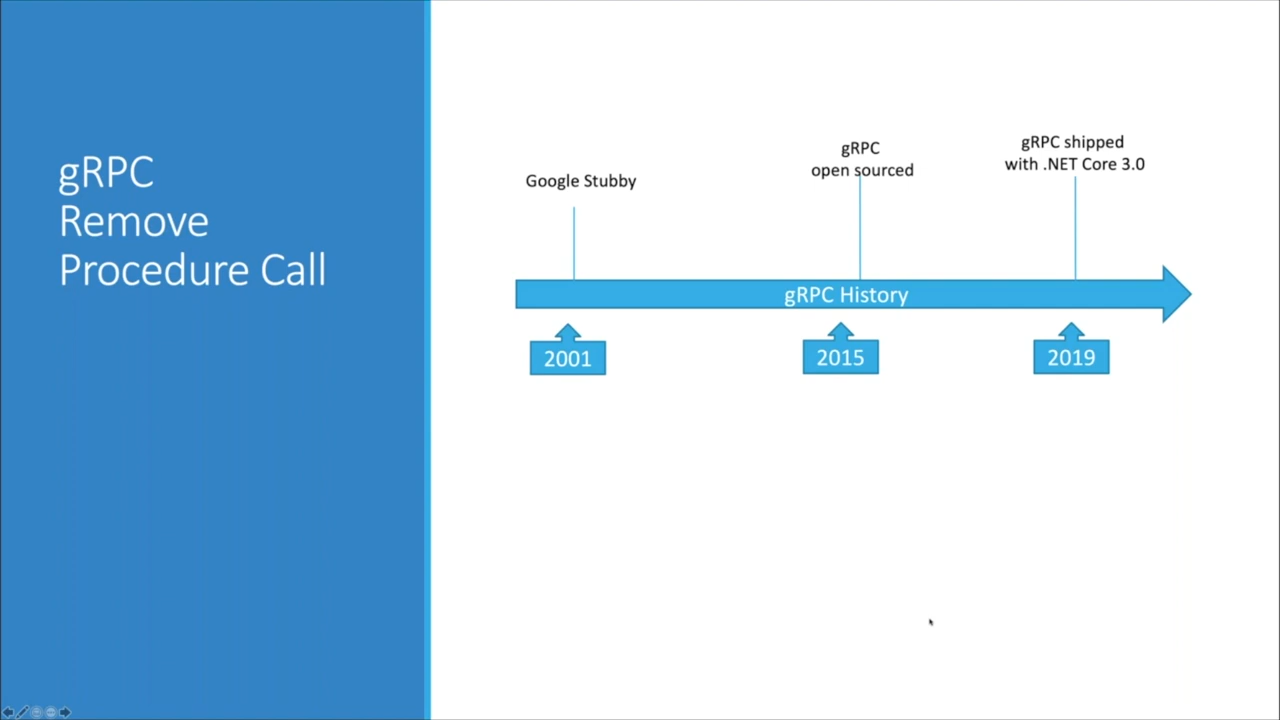 gRPC
Remove
Procedure Call
Google Stubby
gRPC
open sourced
gRPC shipped
with .NET Core 3.0
gRPC History
2001
2015
2019